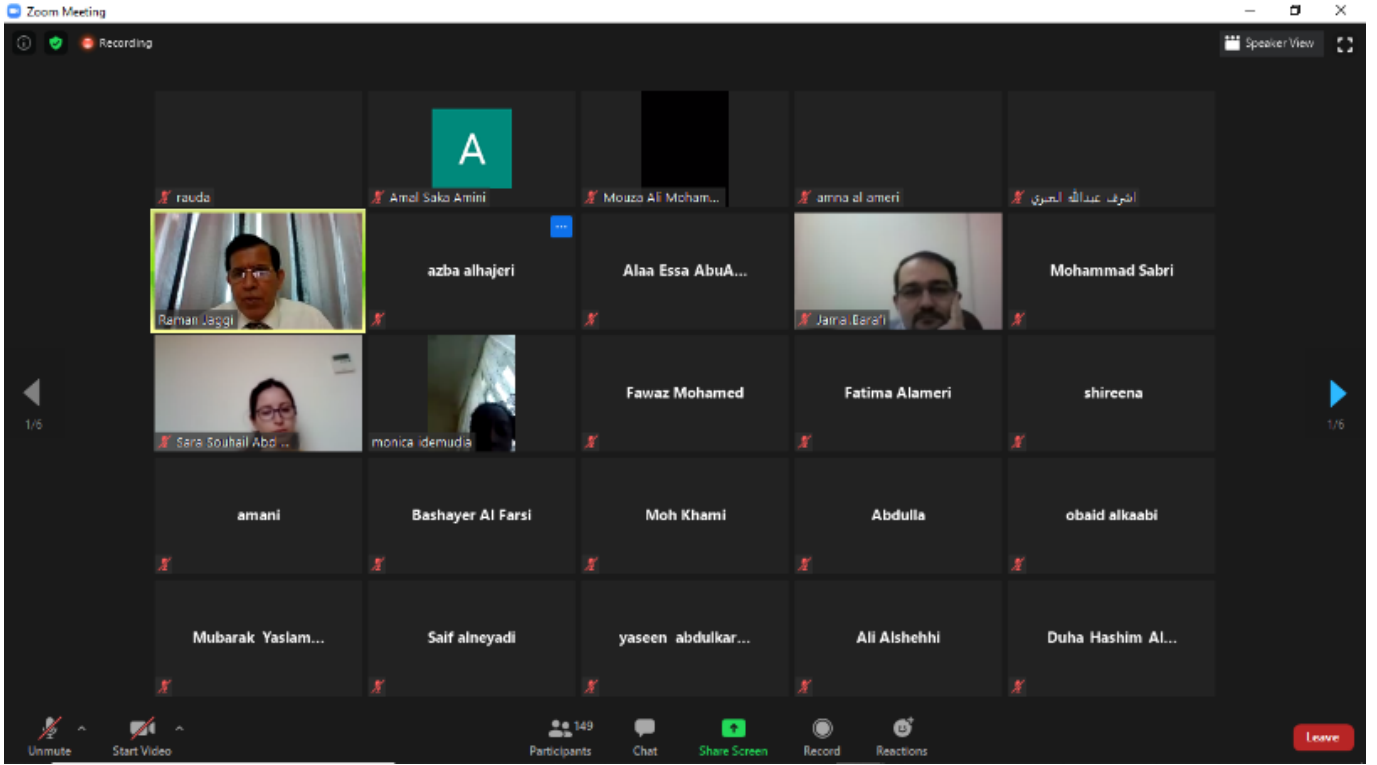 Zoom Meeting
Recording
Speaker View
rauda
Amal Saka Amini
Mouza Ali Moham...
amna al ameri
اشرف عبدالله العبري
Raman Jaggi
azba alhajeri
Alaa Essa AbuA...
Jamal Barafi
Mohammad Sabri
Sara Souhail Abd ...
monica idemudia
Fawaz Mohamed
Fatima Alameri
shireena
1/6
1/6
amani
Bashayer Al Farsi
Moh Khami
Abdulla
obaid alkaabi
Mubarak Yaslam...
Saif alneyadi
yaseen abdulkar...
Ali Alshehhi
Duha Hashim Al...
Unmute
Start Video
149
Participants
Chat
Share Screen
Record
Reactions
Leave
A